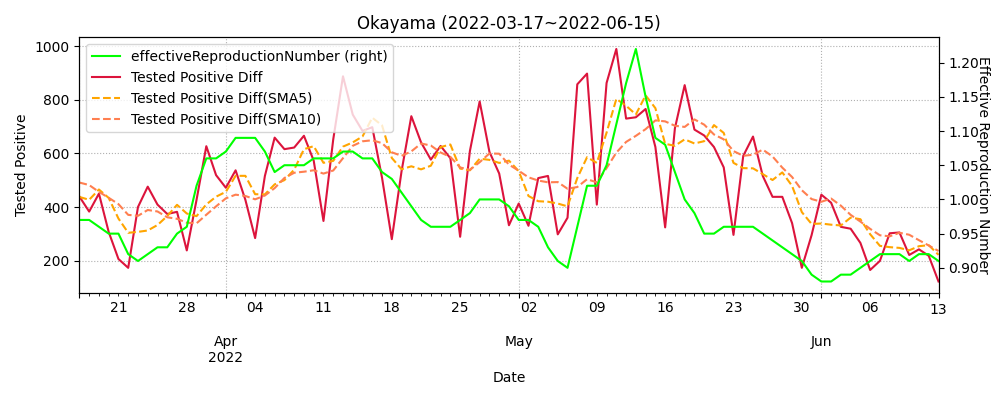 Okayama (2022-03-17~2022-06-15)
effectiveReproductionNumber (right)
Tested Positive Diff
Tested Positive Diff(SMA5)
Tested Positive Diff(SMA10)
Tested Positive
1000
800
600
400
200
1.20
1.15
1.10
1.05
1.00
0.95
0.90
Effective Reproduction Number
21 28 04 11 18 25 02 09 16 23 30 06 13
Apr May Jun
2022
Date